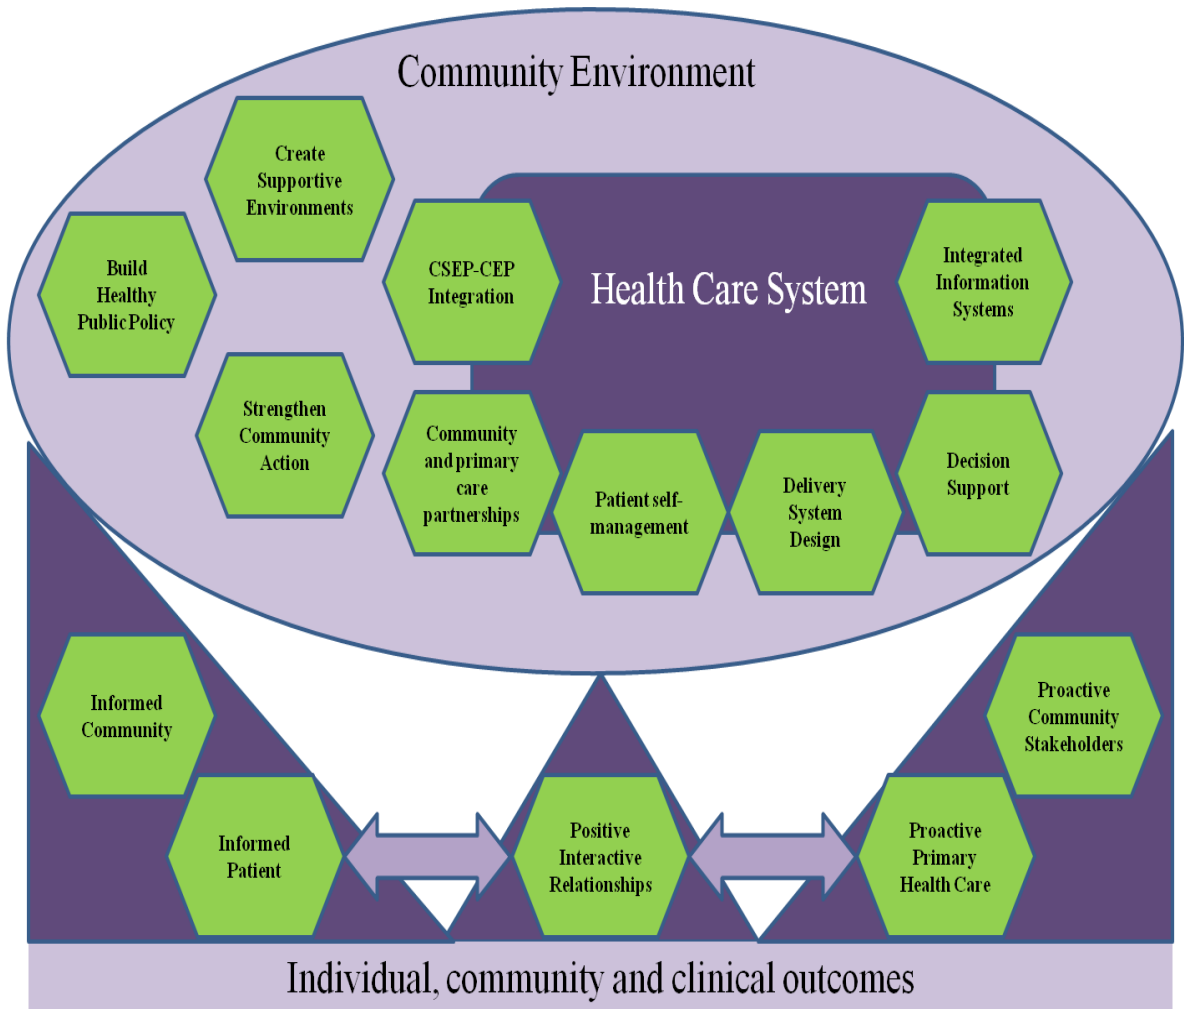 Community Environment
Create
Supportive
Environments
Build
Healthy
Public Policy
CSEP-CEP
Integration
Health Care System
Integrated
Information
Systems
Strengthen
Community
Action
Community
and primary
care
partnerships
Patient self-
management
Delivery
System
Design
Decision
Support
Informed
Community
Proactive
Community
Stakeholders
Informed
Patient
Positive
Interactive
Relationships
Proactive
Primary
Health Care
Individual, community and clinical outcomes